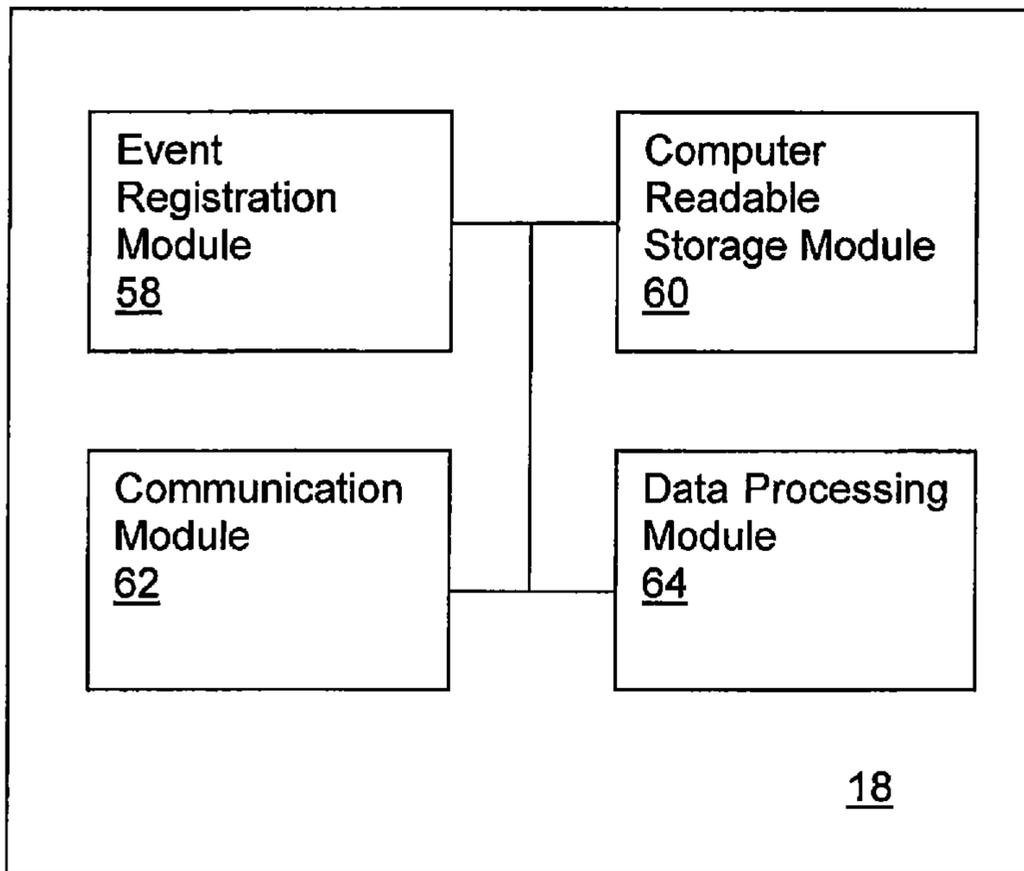 Event
Registration
Module
58
Computer
Readable
Storage Module
60
Communication
Module
62
Data Processing
Module
64
18